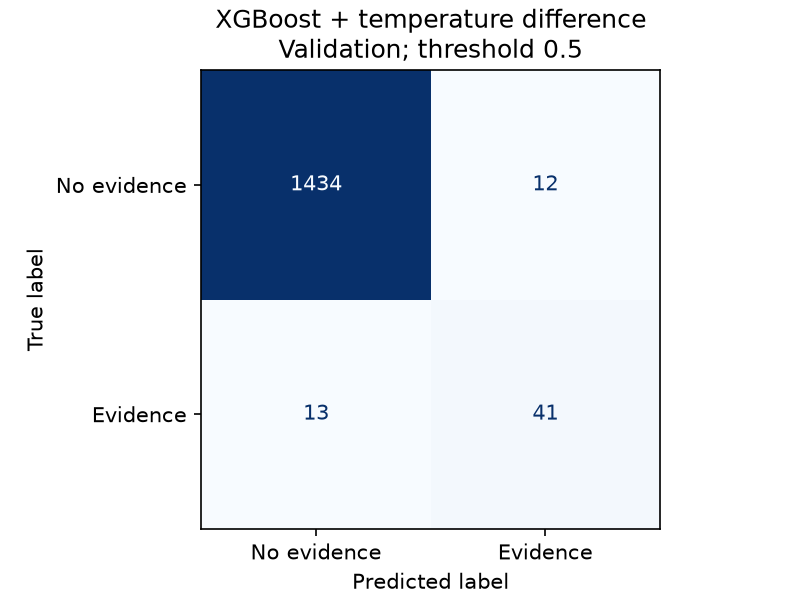 XGBoost + temperature difference
Validation; threshold 0.5
No evidence
1434
12
True label
Evidence
13
41
No evidence
Evidence
Predicted label